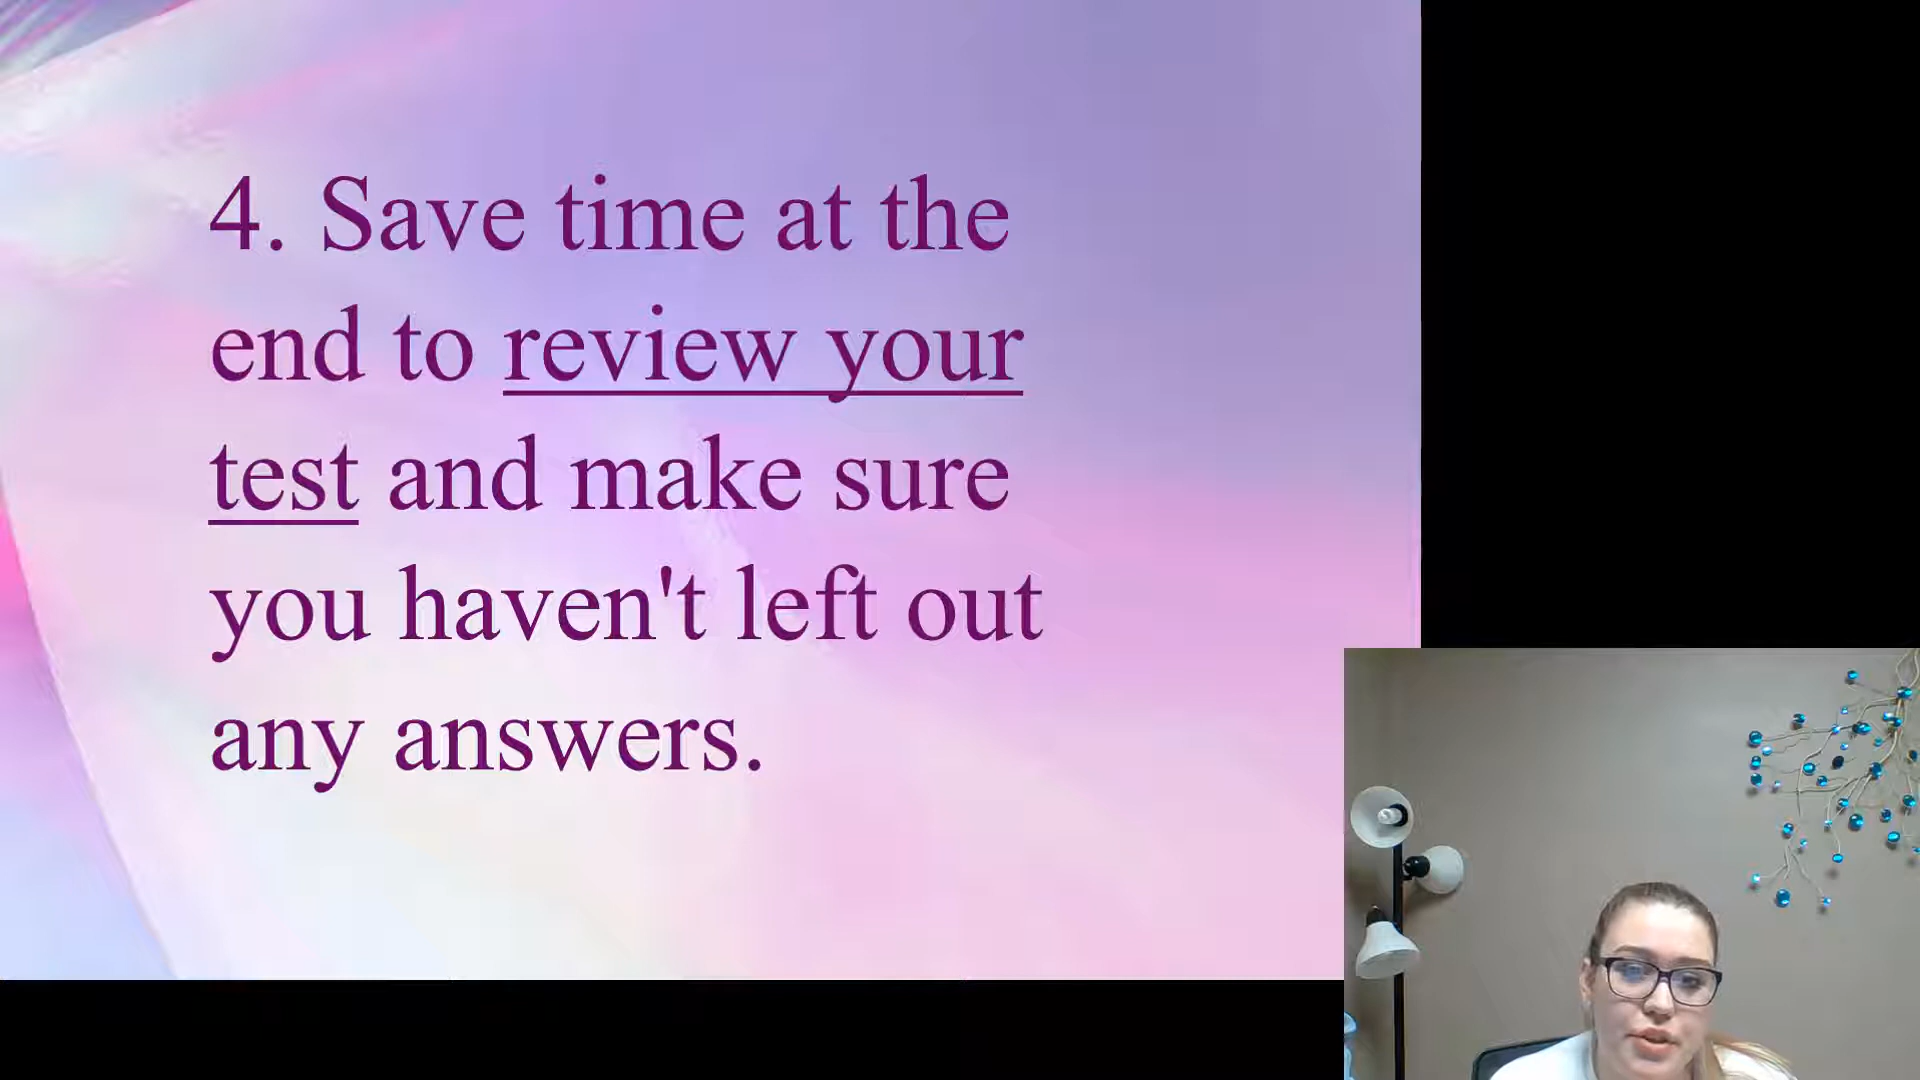 4. Save time at the
end to review your
test and make sure
you haven't left out
any answers.